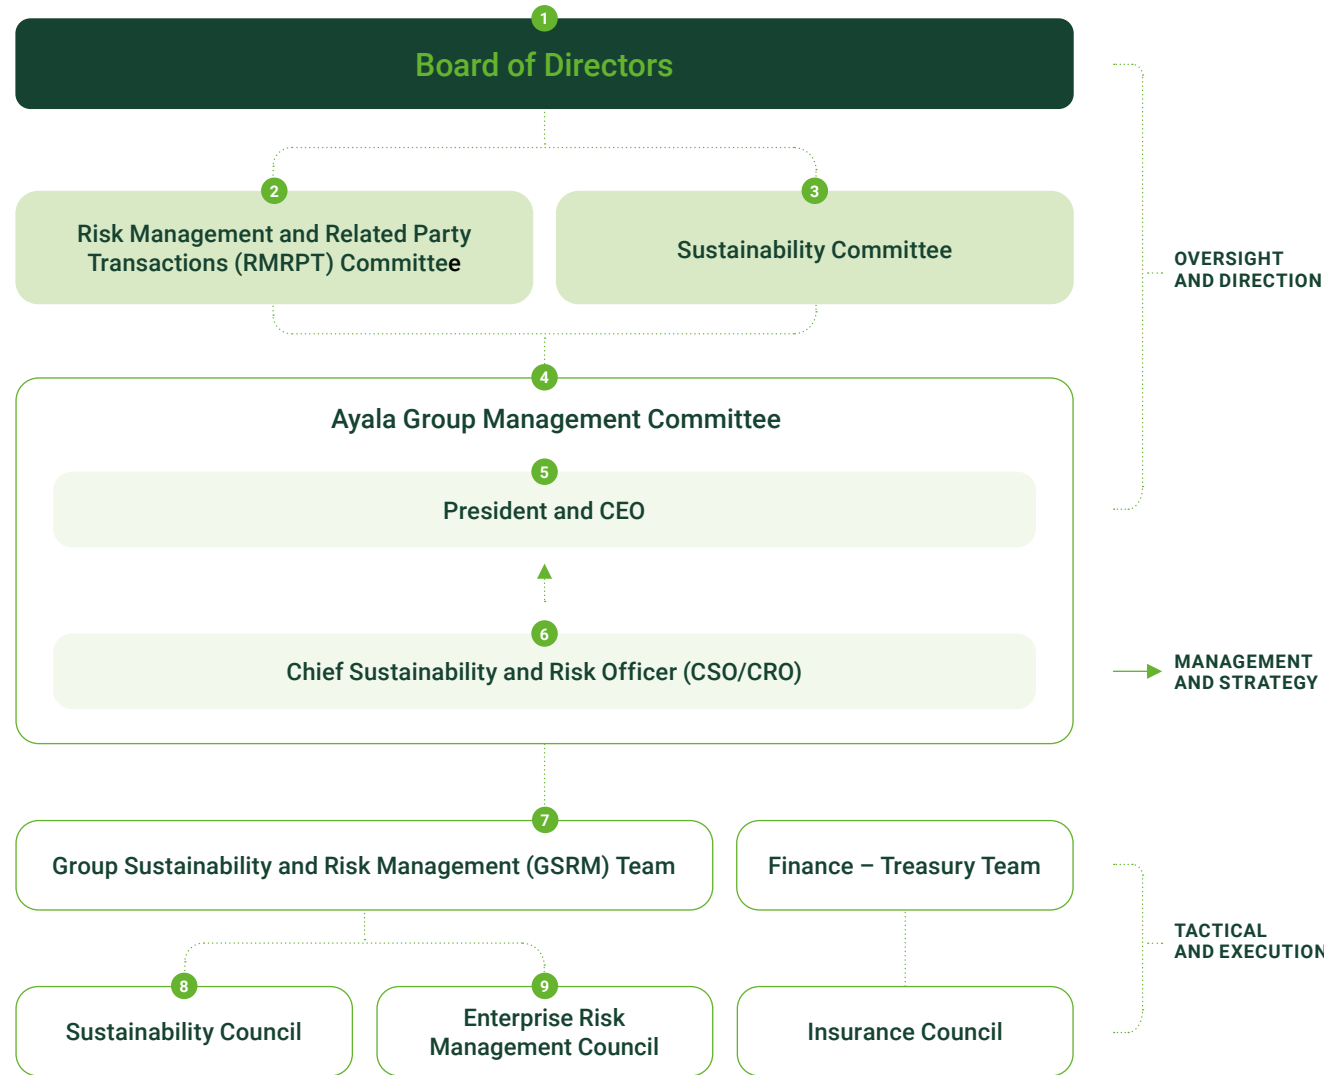 1
Board of Directors
2
Risk Management and Related Party
Transactions (RMRPT) Committee
3
Sustainability Committee
OVERSIGHT
AND DIRECTION
4
Ayala Group Management Committee
5
President and CEO
6
Chief Sustainability and Risk Officer (CSO/CRO)
MANAGEMENT
AND STRATEGY
7
Group Sustainability and Risk Management (GSRM) Team
Finance – Treasury Team
TACTICAL
AND EXECUTION
8
Sustainability Council
9
Enterprise Risk
Management Council
Insurance Council